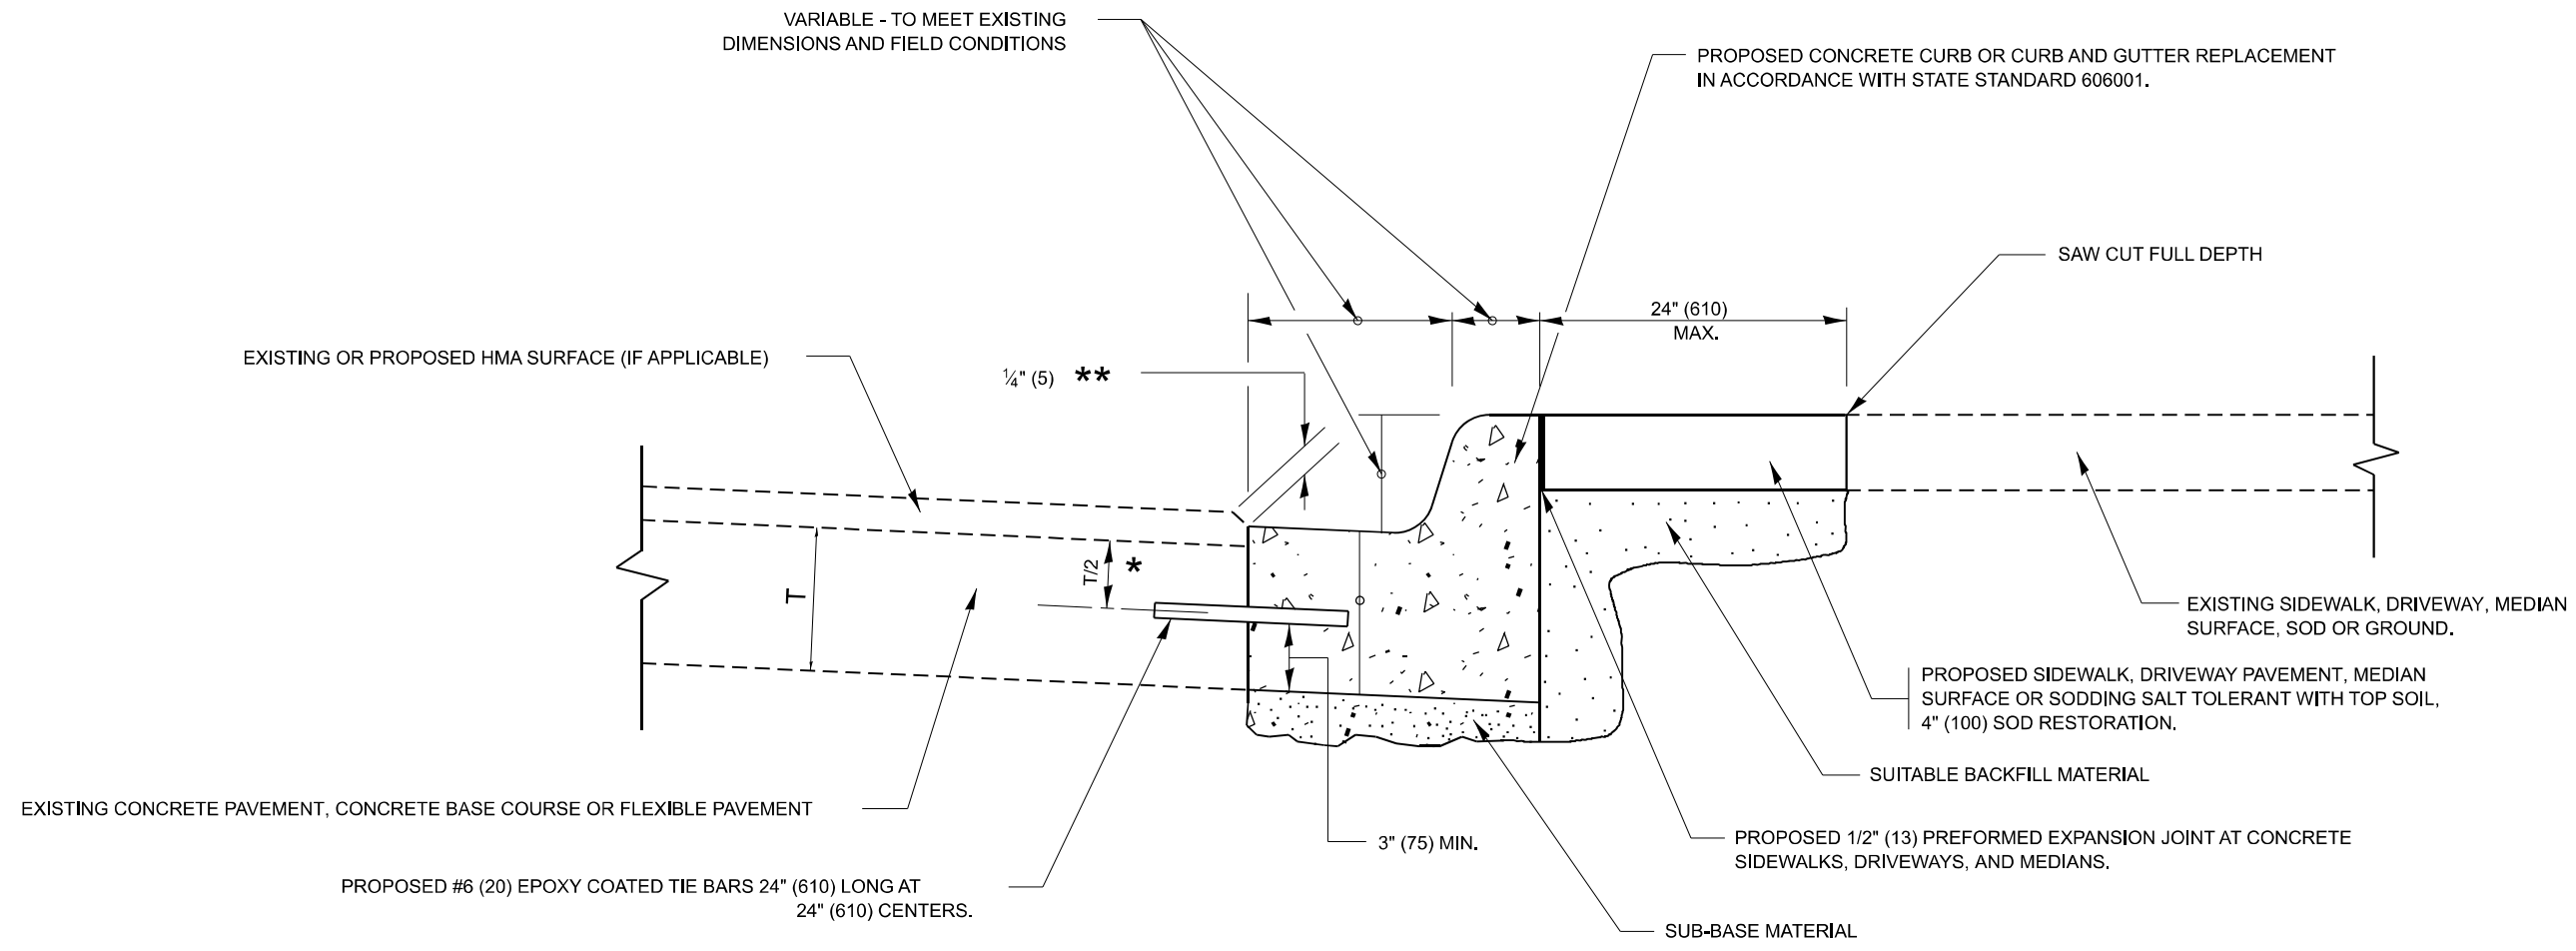 VARIABLE - TO MEET EXISTING
DIMENSIONS AND FIELD CONDITIONS
PROPOSED CONCRETE CURB OR CURB AND GUTTER REPLACEMENT
IN ACCORDANCE WITH STATE STANDARD 606001.
SAW CUT FULL DEPTH
24" (610)
MAX.
EXISTING OR PROPOSED HMA SURFACE (IF APPLICABLE)
¼" (5) **
T/2 *
T
EXISTING SIDEWALK, DRIVEWAY, MEDIAN
SURFACE, SOD OR GROUND.
PROPOSED SIDEWALK, DRIVEWAY PAVEMENT, MEDIAN
SURFACE OR SODDING SALT TOLERANT WITH TOP SOIL,
4" (100) SOD RESTORATION.
SUITABLE BACKFILL MATERIAL
EXISTING CONCRETE PAVEMENT, CONCRETE BASE COURSE OR FLEXIBLE PAVEMENT
3" (75) MIN.
PROPOSED 1/2" (13) PREFORMED EXPANSION JOINT AT CONCRETE
SIDEWALKS, DRIVEWAYS, AND MEDIANS.
PROPOSED #6 (20) EPOXY COATED TIE BARS 24" (610) LONG AT
24" (610) CENTERS.
SUB-BASE MATERIAL